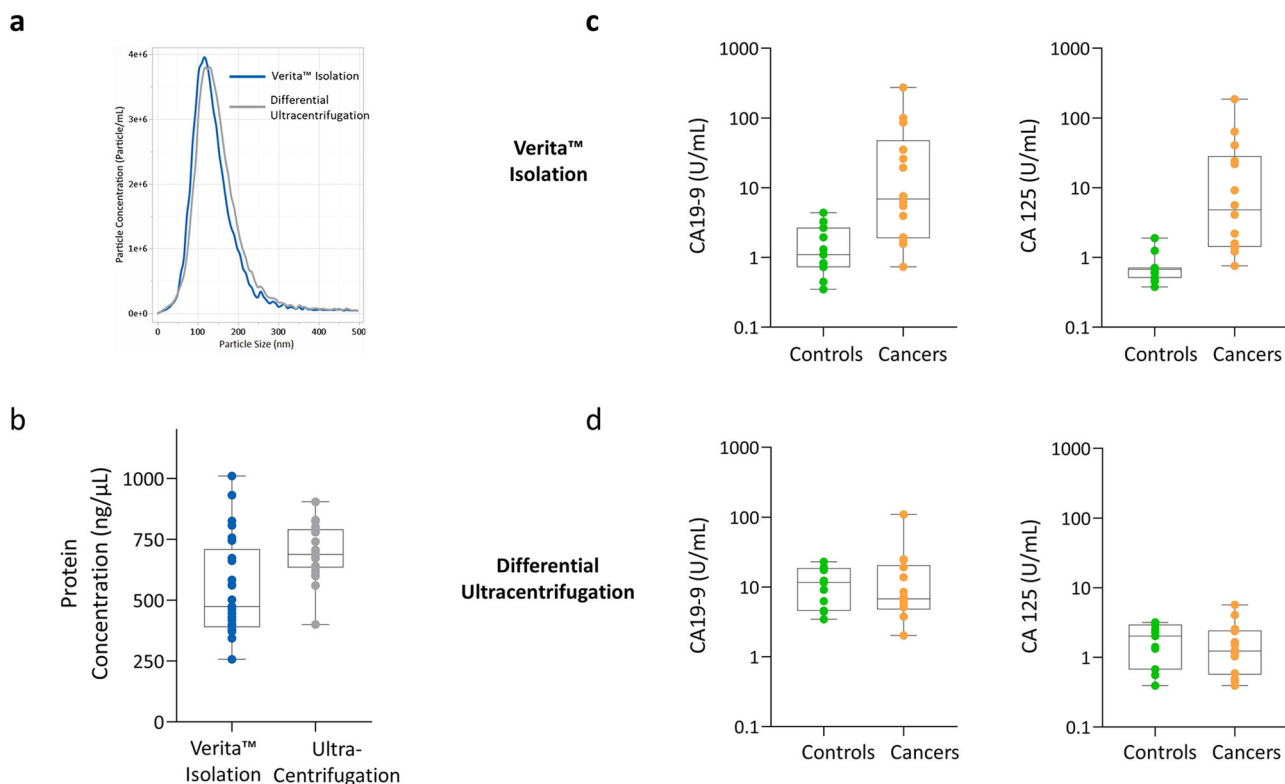 a
4e+6
3e+6
2e+6
1e+6
0e+0
Particle Concentration (Particle/mL)
Verita™ Isolation
Differential
Ultracentrifugation
0
100
200
300
400
500
Particle Size (nm)
b
Protein
Concentration (ng/µL)
1000
750
500
250
0
Verita™
Isolation
Ultra-
Centrifugation
Verita™
Isolation
c
CA19-9 (U/mL)
1000
100
10
1
0.1
Controls
Cancers
CA 125 (U/mL)
1000
100
10
1
0.1
Controls
Cancers
Differential
Ultracentrifugation
d
CA19-9 (U/mL)
1000
100
10
1
0.1
Controls
Cancers
CA 125 (U/mL)
1000
100
10
1
0.1
Controls
Cancers